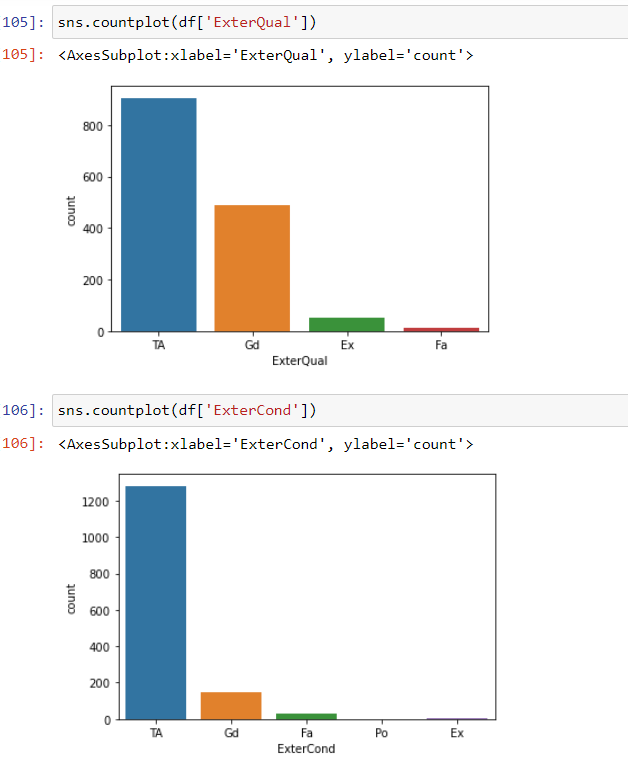 105]: sns.countplot(df['ExterQual'])
105]: <AxesSubplot:xlabel='ExterQual', ylabel='count'>
800
600
400
200
0
count
TA Gd Ex Fa
ExterQual
106]: sns.countplot(df['ExterCond'])
106]: <AxesSubplot:xlabel='ExterCond', ylabel='count'>
1200
1000
800
600
400
200
0
count
TA Gd Fa Po Ex
ExterCond